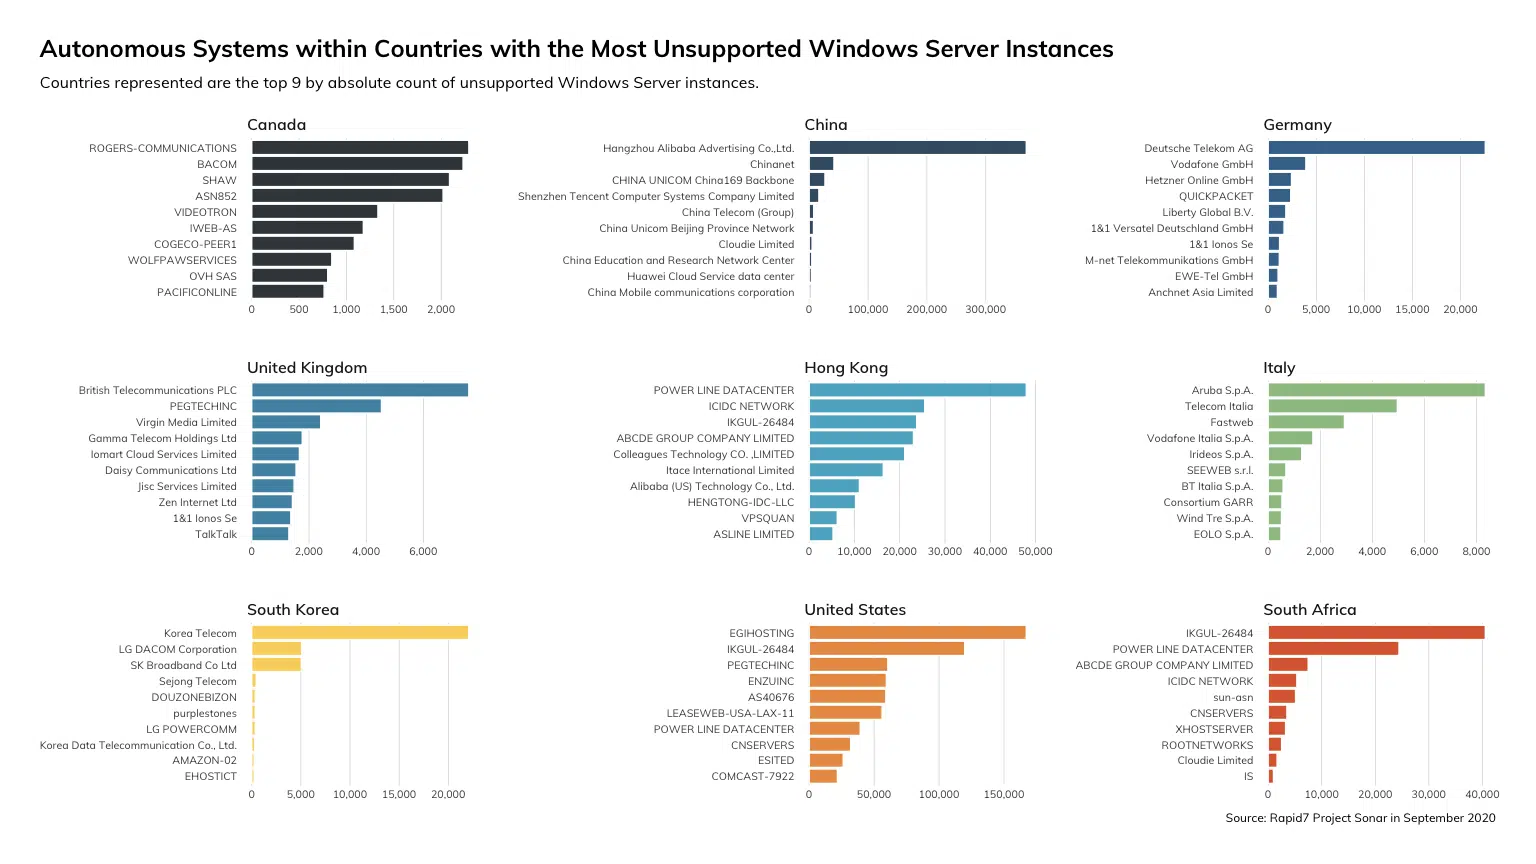 Autonomous Systems within Countries with the Most Unsupported Windows Server Instances
Countries represented are the top 9 by absolute count of unsupported Windows Server instances.
Canada
ROGERS-COMMUNICATIONS
BACOM
SHAW
ASN852
VIDEOTRON
IWEB-AS
COGECO-PEER1
WOLFPAWSERVICES
OVH SAS
PACIFICONLINE
0 500 1,000 1,500 2,000
China
Hangzhou Alibaba Advertising Co.,Ltd.
Chinanet
CHINA UNICOM China169 Backbone
Shenzhen Tencent Computer Systems Company Limited
China Telecom (Group)
China Unicom Beijing Province Network
Cloudie Limited
China Education and Research Network Center
Huawei Cloud Service data center
China Mobile communications corporation
0 100,000 200,000 300,000
Germany
Deutsche Telekom AG
Vodafone GmbH
Hetzner Online GmbH
QUICKPACKET
Liberty Global B.V.
1&1 Versatel Deutschland GmbH
1&1 Ionos Se
M-net Telekommunikations GmbH
EWE-Tel GmbH
Anchnet Asia Limited
0 5,000 10,000 15,000 20,000
United Kingdom
British Telecommunications PLC
PEGTECHINC
Virgin Media Limited
Gamma Telecom Holdings Ltd
Iomart Cloud Services Limited
Daisy Communications Ltd
Jisc Services Limited
Zen Internet Ltd
1&1 Ionos Se
TalkTalk
0 2,000 4,000 6,000
Hong Kong
POWER LINE DATACENTER
ICIDC NETWORK
IKGUL-26484
ABCDE GROUP COMPANY LIMITED
Colleagues Technology CO. ,LIMITED
Itace International Limited
Alibaba (US) Technology Co., Ltd.
HENGTONG-IDC-LLC
VPSQUAN
ASLINE LIMITED
0 10,000 20,000 30,000 40,000 50,000
Italy
Aruba S.p.A.
Telecom Italia
Fastweb
Vodafone Italia S.p.A.
Irideos S.p.A.
SEEWEB s.r.l.
BT Italia S.p.A.
Consortium GARR
Wind Tre S.p.A.
EOLO S.p.A.
0 2,000 4,000 6,000 8,000
South Korea
Korea Telecom
LG DACOM Corporation
SK Broadband Co Ltd
Sejong Telecom
DOUZONEBIZON
purplestones
LG POWERCOMM
Korea Data Telecommunication Co., Ltd.
AMAZON-02
EHOSTICT
0 5,000 10,000 15,000 20,000
United States
EGIHOSTING
IKGUL-26484
PEGTECHINC
ENZUINC
AS40676
LEASEWEB-USA-LAX-11
POWER LINE DATACENTER
CNSERVERS
ESITED
COMCAST-7922
0 50,000 100,000 150,000
South Africa
IKGUL-26484
POWER LINE DATACENTER
ABCDE GROUP COMPANY LIMITED
ICIDC NETWORK
sun-asn
CNSERVERS
XHOSTSERVER
ROOTNETWORKS
Cloudie Limited
IS
0 10,000 20,000 30,000 40,000
Source: Rapid7 Project Sonar in September 2020